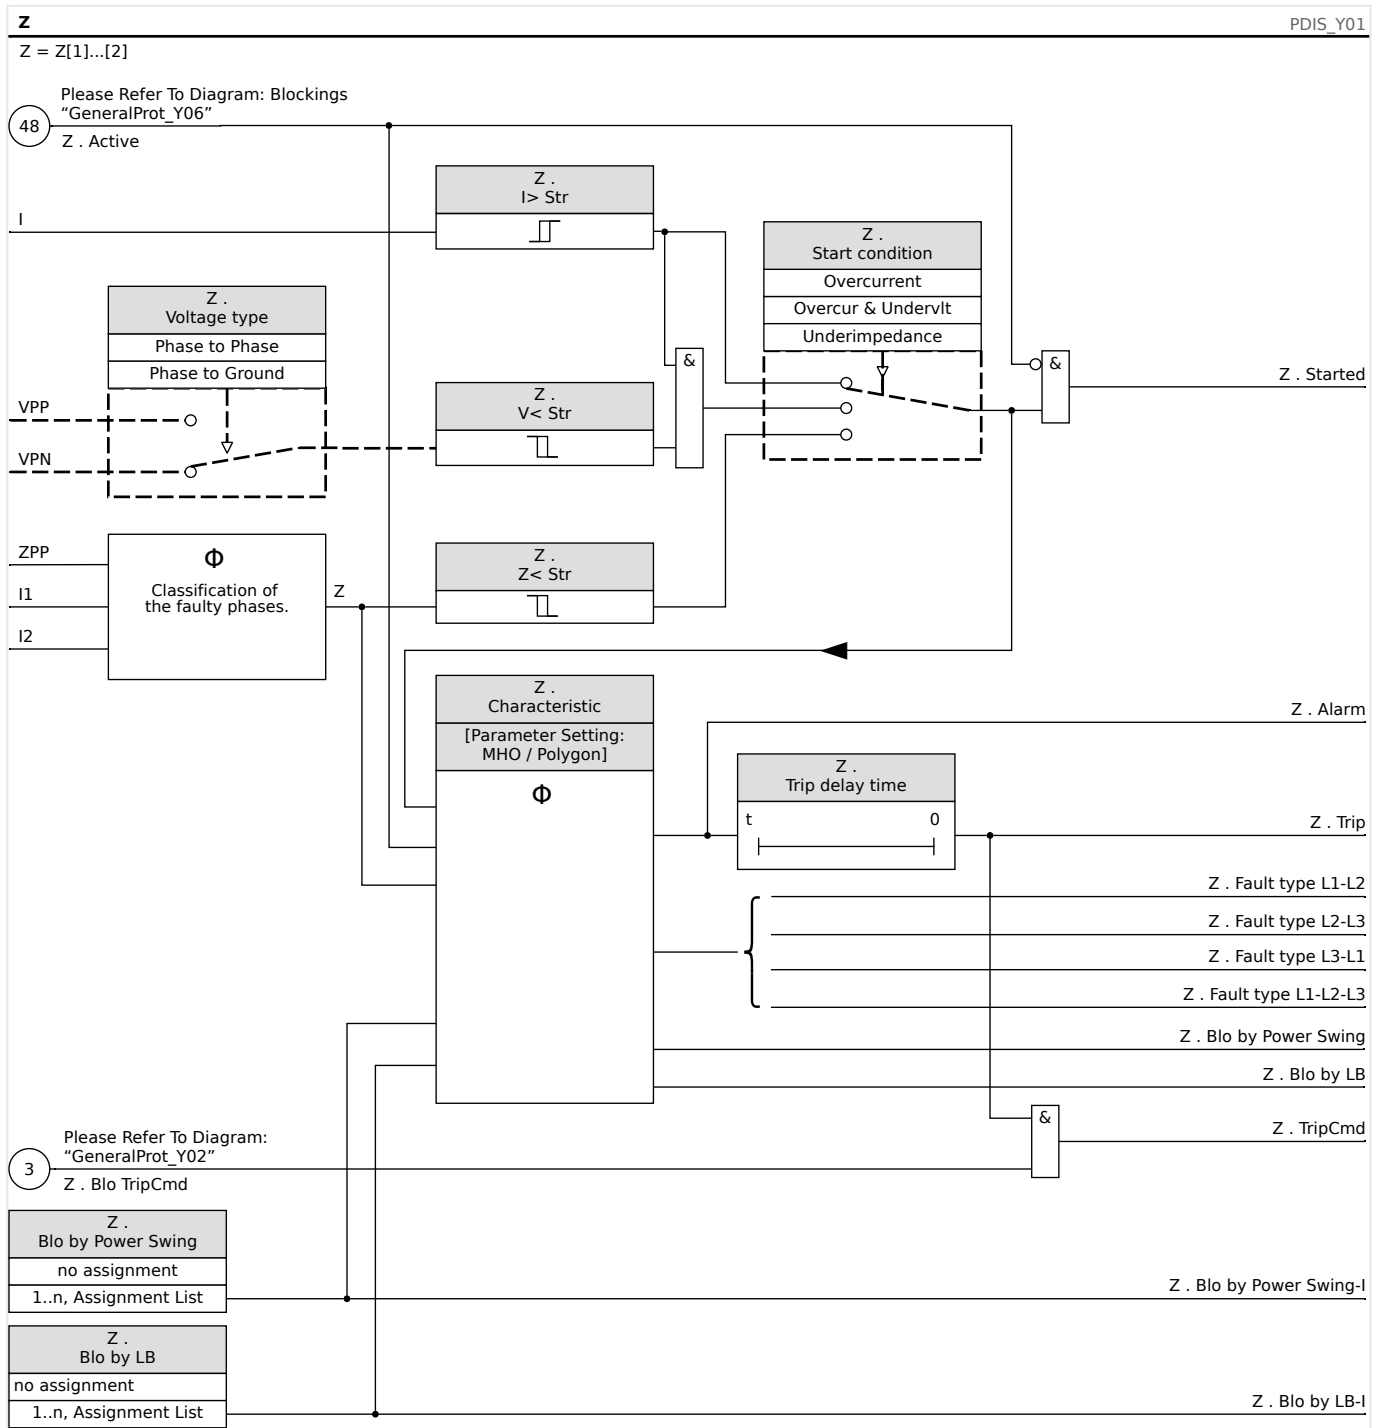 Z
PDIS_Y01
Z = Z[1]...[2]
Please Refer To Diagram: Blockings
“GeneralProt_Y06”
48
Z . Active
Z .
I> Str
I
Z .
Start condition
Overcurrent
Overcur & Undervlt
Underimpedance
&
Z . Started
Z .
Voltage type
Phase to Phase
Phase to Ground
&
Z .
V< Str
VPP
VPN
ZPP
I1
I2
Φ
Classification of
the faulty phases.
Z
Z .
Z< Str
Z .
Characteristic
[Parameter Setting:
MHO / Polygon]
Φ
Z . Alarm
Z .
Trip delay time
t
0
Z . Trip
Z . Fault type L1-L2
Z . Fault type L2-L3
Z . Fault type L3-L1
Z . Fault type L1-L2-L3
Z . Blo by Power Swing
Z . Blo by LB
&
Z . TripCmd
Please Refer To Diagram:
“GeneralProt_Y02”
3
Z . Blo TripCmd
Z .
Blo by Power Swing
no assignment
1..n, Assignment List
Z . Blo by Power Swing-I
Z .
Blo by LB
no assignment
1..n, Assignment List
Z . Blo by LB-I